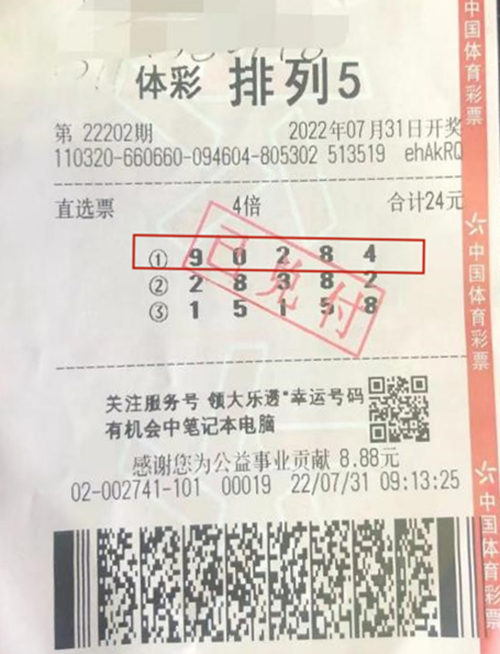 体彩 排列5
第 22202期 2022年07月31日开奖
110320-660660-094604-805302 513519 ehAkRQ
直选票 4倍 合计24元
① 9 0 2 8 4
② 2 8 3 8 2
③ 1 5 1 5 8
已兑付
关注服务号 领大乐透"幸运号码
有机会中笔记本电脑
感谢您为公益事业贡献 8.88元
02-002741-101 00019 22/07/31 09:13:25
中国体育彩票
中国体育彩票
中国体育彩票